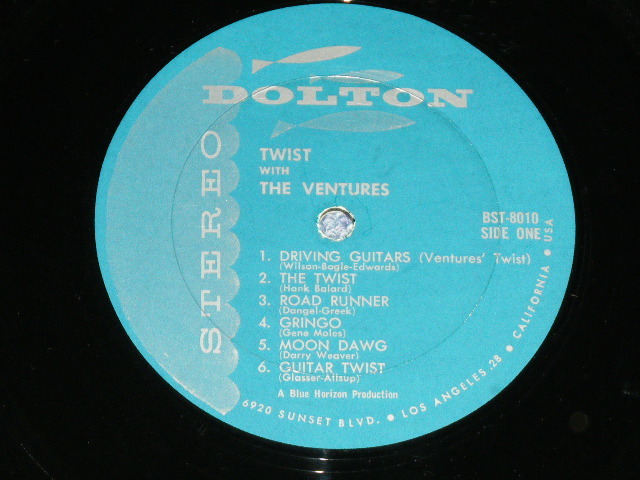 DOLTON
STEREO
TWIST
WITH
THE VENTURES
BST-8010
SIDE ONE
1. DRIVING GUITARS (Ventures' Twist)
(Wilson-Bogle-Edwards)
2. THE TWIST
(Hank Balard)
3. ROAD RUNNER
(Dangel-Greek)
4. GRINGO
(Gene Moles)
5. MOON DAWG
(Darry Weaver)
6. GUITAR TWIST
(Glasser-Allsup)
A Blue Horizon Production
6920 SUNSET BLVD. • LOS ANGELES 28 • CALIFORNIA • USA